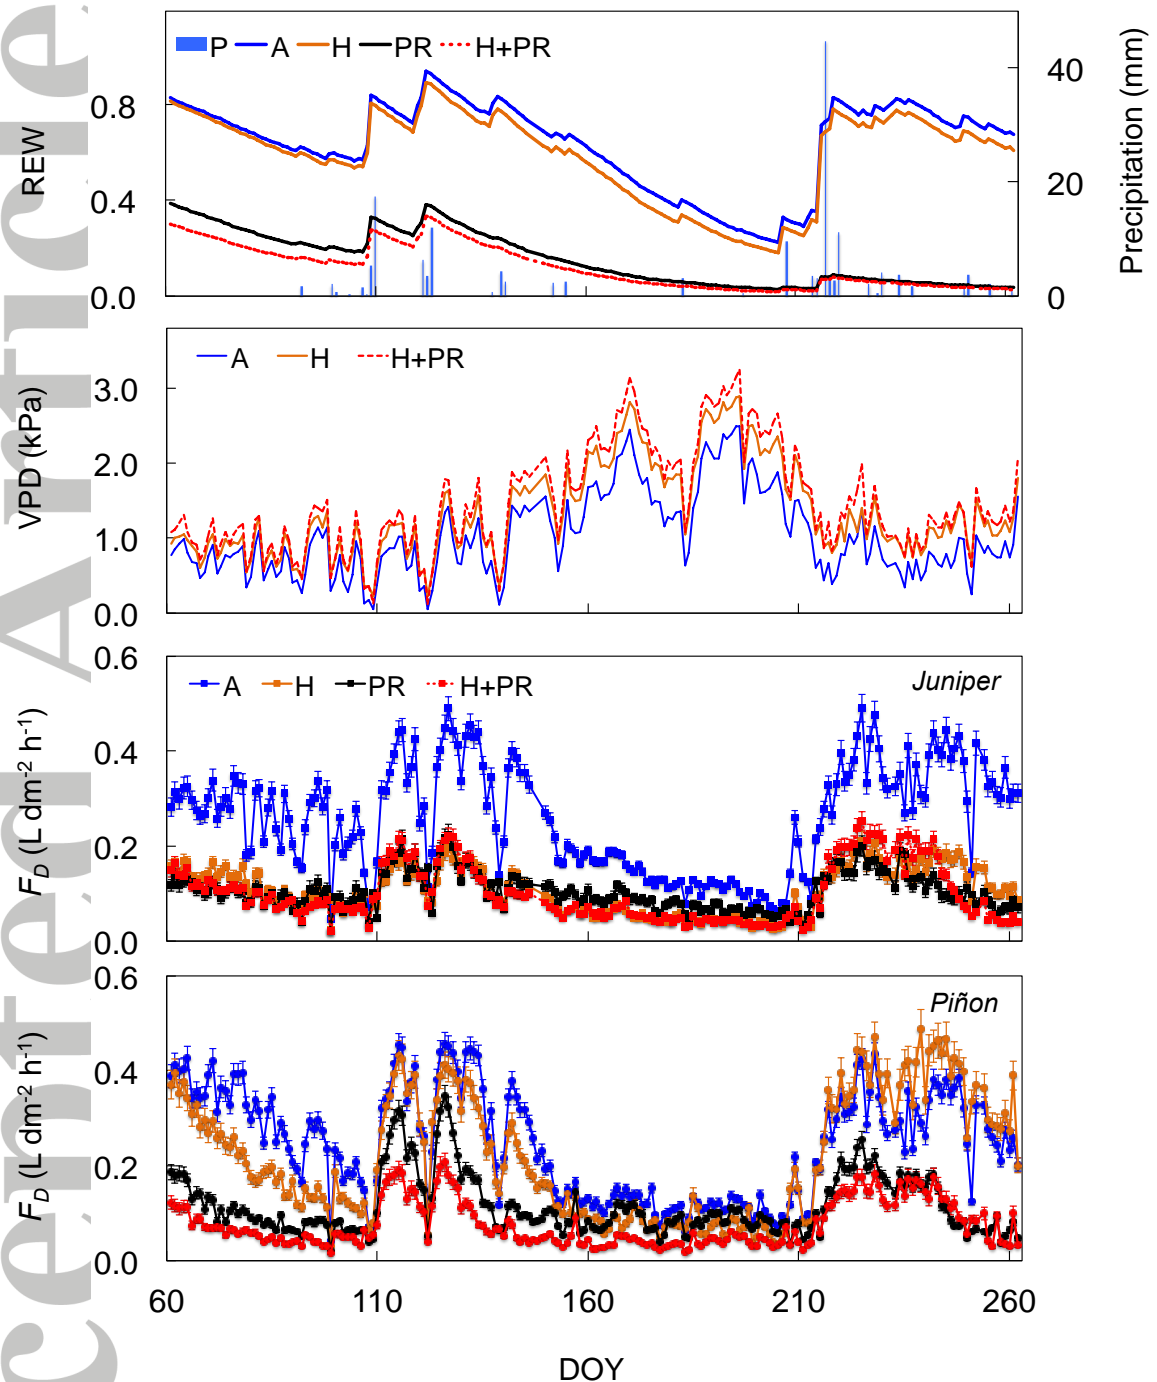 P A H PR H+PR
REW
0.8
0.4
0.0
40
20
0
Precipitation (mm)
A H H+PR
VPD (kPa)
3.0
2.0
1.0
0.0
A H PR H+PR
Juniper
F_D (L dm⁻² h⁻¹)
0.6
0.4
0.2
0.0
Piñon
F_D (L dm⁻² h⁻¹)
0.6
0.4
0.2
0.0
60 110 160 210 260
DOY
cepted Article